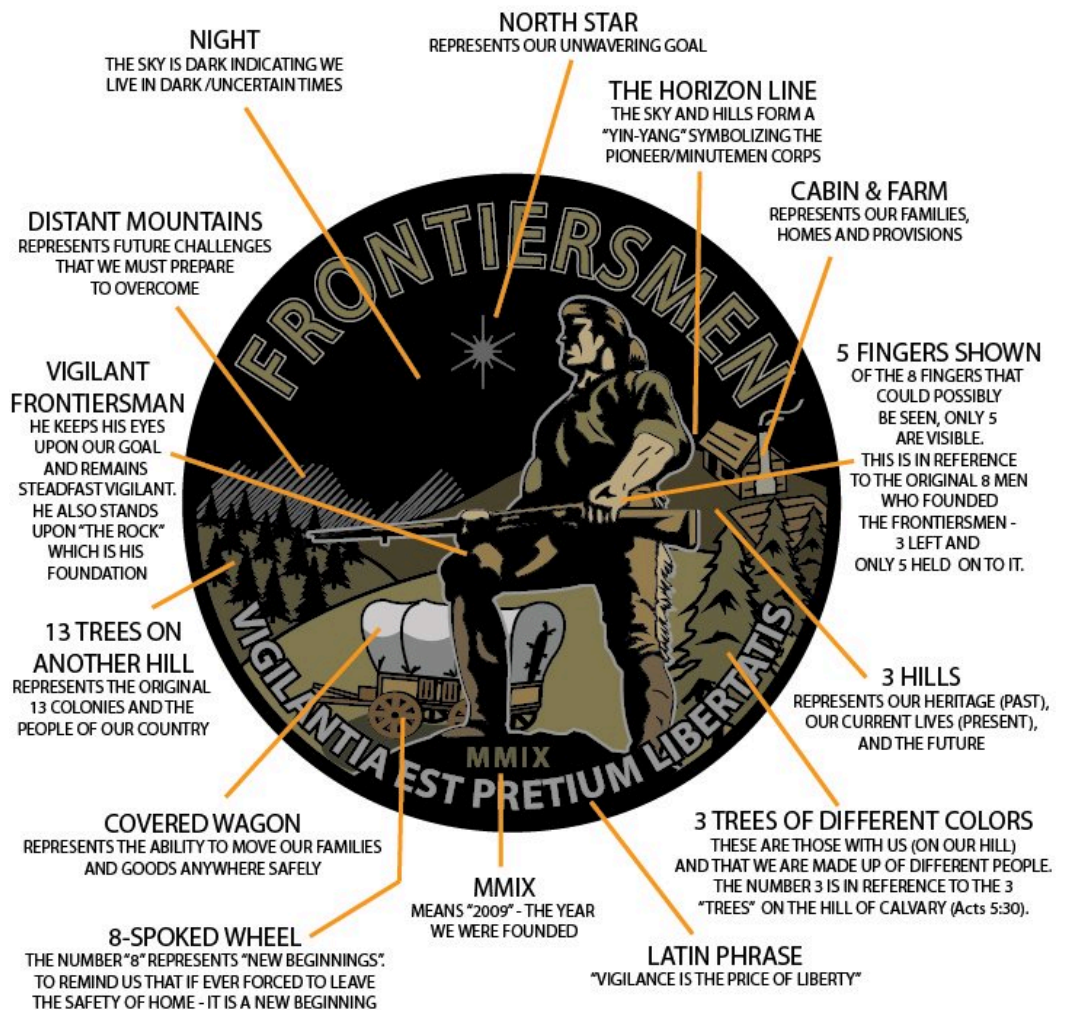 NORTH STAR
REPRESENTS OUR UNWAVERING GOAL
NIGHT
THE SKY IS DARK INDICATING WE
LIVE IN DARK /UNCERTAIN TIMES
THE HORIZON LINE
THE SKY AND HILLS FORM A
"YIN-YANG" SYMBOLIZING THE
PIONEER/MINUTEMEN CORPS
CABIN & FARM
REPRESENTS OUR FAMILIES,
HOMES AND PROVISIONS
DISTANT MOUNTAINS
REPRESENTS FUTURE CHALLENGES
THAT WE MUST PREPARE
TO OVERCOME
FRONTIERSMEN
5 FINGERS SHOWN
OF THE 8 FINGERS THAT
COULD POSSIBLY
BE SEEN, ONLY 5
ARE VISIBLE.
THIS IS IN REFERENCE
TO THE ORIGINAL 8 MEN
WHO FOUNDED
THE FRONTIERSMEN -
3 LEFT AND
ONLY 5 HELD ON TO IT.
VIGILANT
FRONTIERSMAN
HE KEEPS HIS EYES
UPON OUR GOAL
AND REMAINS
STEADFAST VIGILANT.
HE ALSO STANDS
UPON "THE ROCK"
WHICH IS HIS
FOUNDATION
13 TREES ON
ANOTHER HILL
REPRESENTS THE ORIGINAL
13 COLONIES AND THE
PEOPLE OF OUR COUNTRY
3 HILLS
REPRESENTS OUR HERITAGE (PAST),
OUR CURRENT LIVES (PRESENT),
AND THE FUTURE
MMIX
VIGILANTIA EST PRETIUM LIBERTATIS
COVERED WAGON
REPRESENTS THE ABILITY TO MOVE OUR FAMILIES
AND GOODS ANYWHERE SAFELY
3 TREES OF DIFFERENT COLORS
THESE ARE THOSE WITH US (ON OUR HILL)
AND THAT WE ARE MADE UP OF DIFFERENT PEOPLE.
THE NUMBER 3 IS IN REFERENCE TO THE 3
"TREES" ON THE HILL OF CALVARY (Acts 5:30).
MMIX
MEANS "2009" - THE YEAR
WE WERE FOUNDED
8-SPOKED WHEEL
THE NUMBER "8" REPRESENTS "NEW BEGINNINGS".
TO REMIND US THAT IF EVER FORCED TO LEAVE
THE SAFETY OF HOME - IT IS A NEW BEGINNING
LATIN PHRASE
"VIGILANCE IS THE PRICE OF LIBERTY"